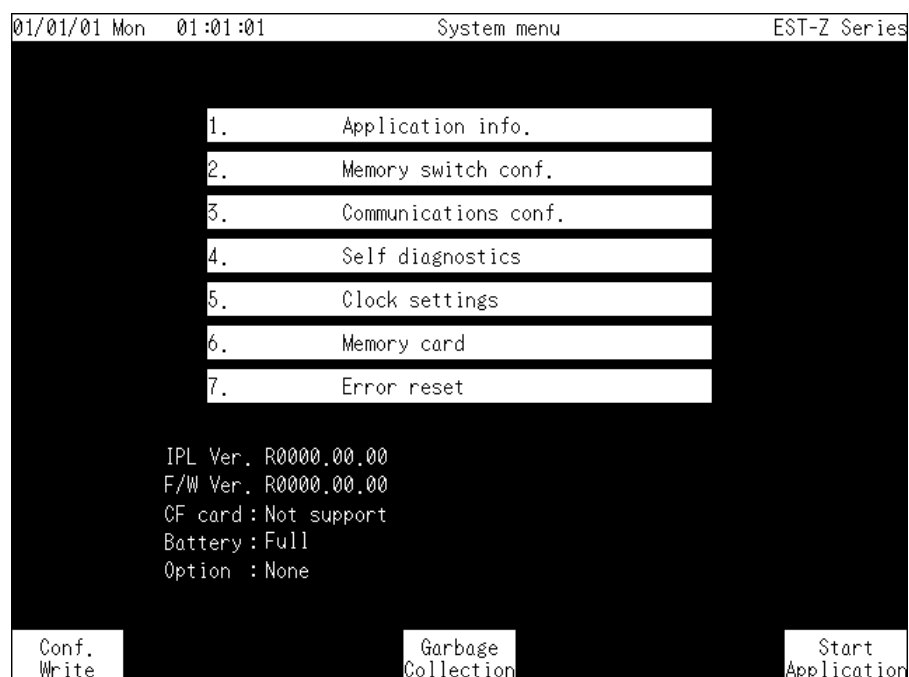 01/01/01 Mon 01:01:01 System menu EST-Z Series
1. Application info.
2. Memory switch conf.
3. Communications conf.
4. Self diagnostics
5. Clock settings
6. Memory card
7. Error reset
IPL Ver. R0000.00.00
F/W Ver. R0000.00.00
CF card : Not support
Battery : Full
Option : None
Conf. Garbage Start
Write Collection Application